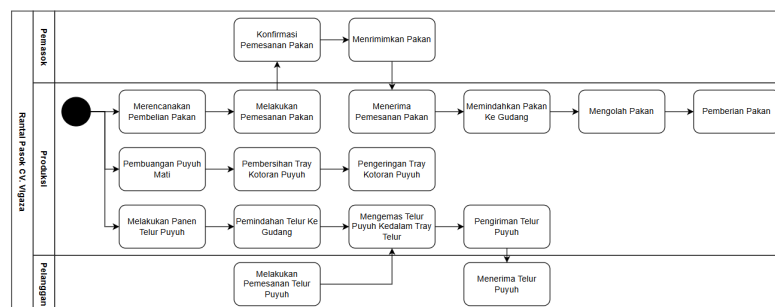 Rantai Pasok CV. Vigaza
Pemasok
Konfirmasi
Pemesanan Pakan
Menrimimkan Pakan
Produksi
Merencanakan
Pembelian Pakan
Melakukan
Pemesanan Pakan
Menerima
Pemesanan Pakan
Memindahkan Pakan
Ke Gudang
Mengolah Pakan
Pemberian Pakan
Pembuangan Puyuh
Mati
Pembersihan Tray
Kotoran Puyuh
Pengeringan Tray
Kotoran Puyuh
Melakukan Panen
Telur Puyuh
Pemindahan Telur Ke
Gudang
Mengemas Telur
Puyuh Kedalam Tray
Telur
Pengiriman Telur
Puyuh
Pelanggan
Melakukan
Pemesanan Telur
Puyuh
Menerima Telur
Puyuh